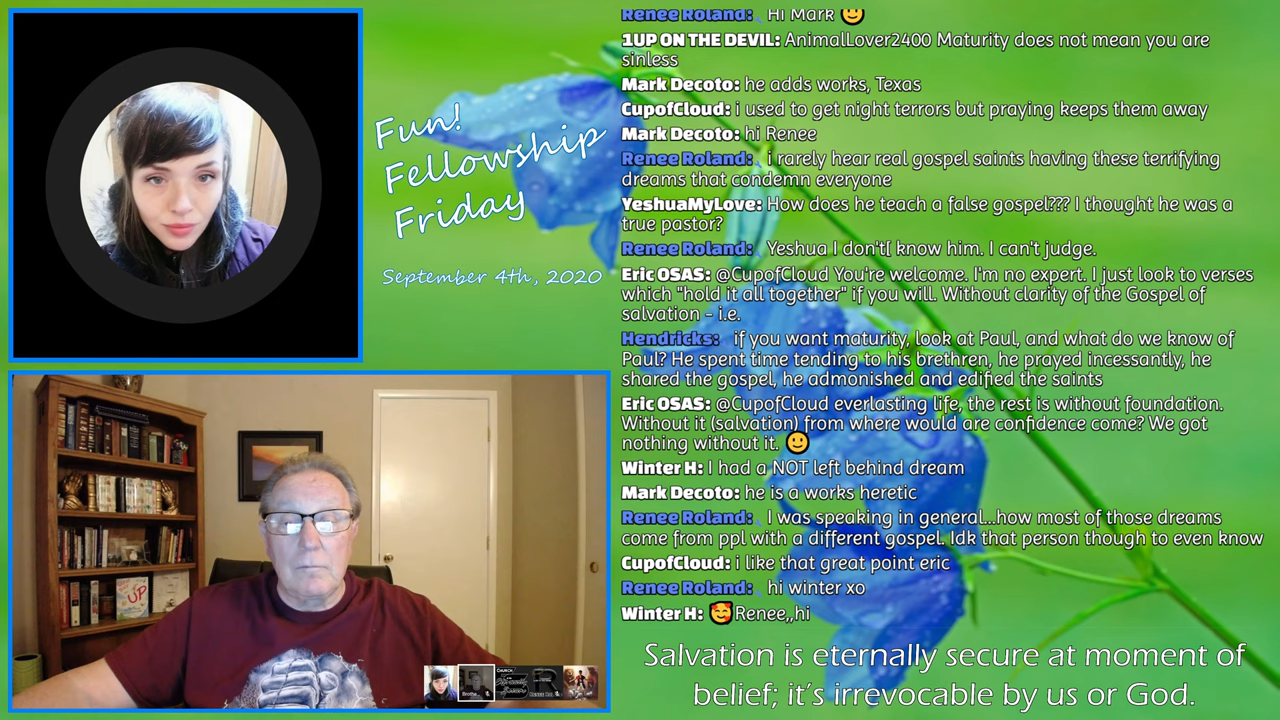 Fun!
Fellowship
Friday
September 4th, 2020
Renee Roland: Hi Mark 🙂
1UP ON THE DEVIL: AnimalLover2400 Maturity does not mean you are
sinless
Mark Decoto: he adds works, Texas
CupofCloud: i used to get night terrors but praying keeps them away
Mark Decoto: hi Renee
Renee Roland: i rarely hear real gospel saints having these terrifying
dreams that condemn everyone
YeshuaMyLove: How does he teach a false gospel??? I thought he was a
true pastor?
Renee Roland: Yeshua I don't[ know him. I can't judge.
Eric OSAS: @CupofCloud You're welcome. I'm no expert. I just look to verses
which "hold it all together" if you will. Without clarity of the Gospel of
salvation - i.e.
Hendricks: if you want maturity, look at Paul, and what do we know of
Paul? He spent time tending to his brethren, he prayed incessantly, he
shared the gospel, he admonished and edified the saints
Eric OSAS: @CupofCloud everlasting life, the rest is without foundation.
Without it (salvation) from where would are confidence come? We got
nothing without it. 🙂
Winter H: I had a NOT left behind dream
Mark Decoto: he is a works heretic
Renee Roland: I was speaking in general...how most of those dreams
come from ppl with a different gospel. Idk that person though to even know
CupofCloud: i like that great point eric
Renee Roland: hi winter xo
Winter H: 🥰Renee,,hi
Salvation is eternally secure at moment of
belief; it's irrevocable by us or God.
UP